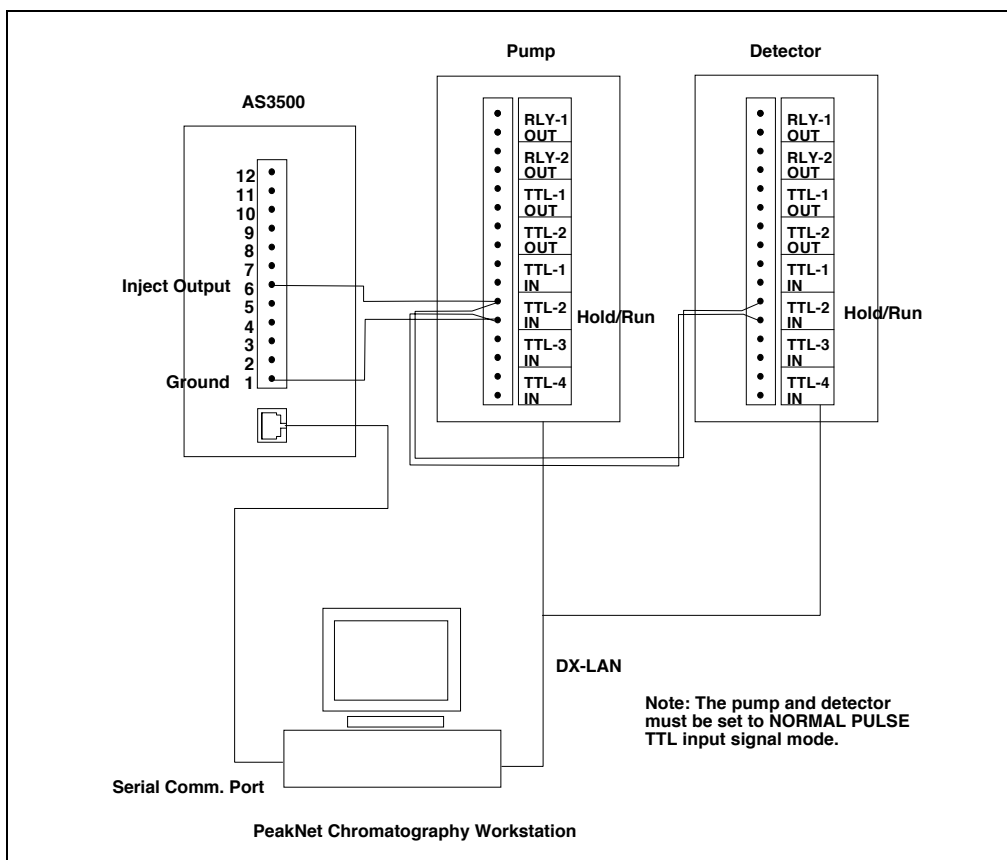 Pump
Detector
AS3500
12
11
10
9
8
7
6
5
4
3
2
1
Inject Output
Ground
RLY-1
OUT
RLY-2
OUT
TTL-1
OUT
TTL-2
OUT
TTL-1
IN
TTL-2
IN
TTL-3
IN
TTL-4
IN
Hold/Run
RLY-1
OUT
RLY-2
OUT
TTL-1
OUT
TTL-2
OUT
TTL-1
IN
TTL-2
IN
TTL-3
IN
TTL-4
IN
Hold/Run
DX-LAN
Note: The pump and detector
must be set to NORMAL PULSE
TTL input signal mode.
Serial Comm. Port
PeakNet Chromatography Workstation